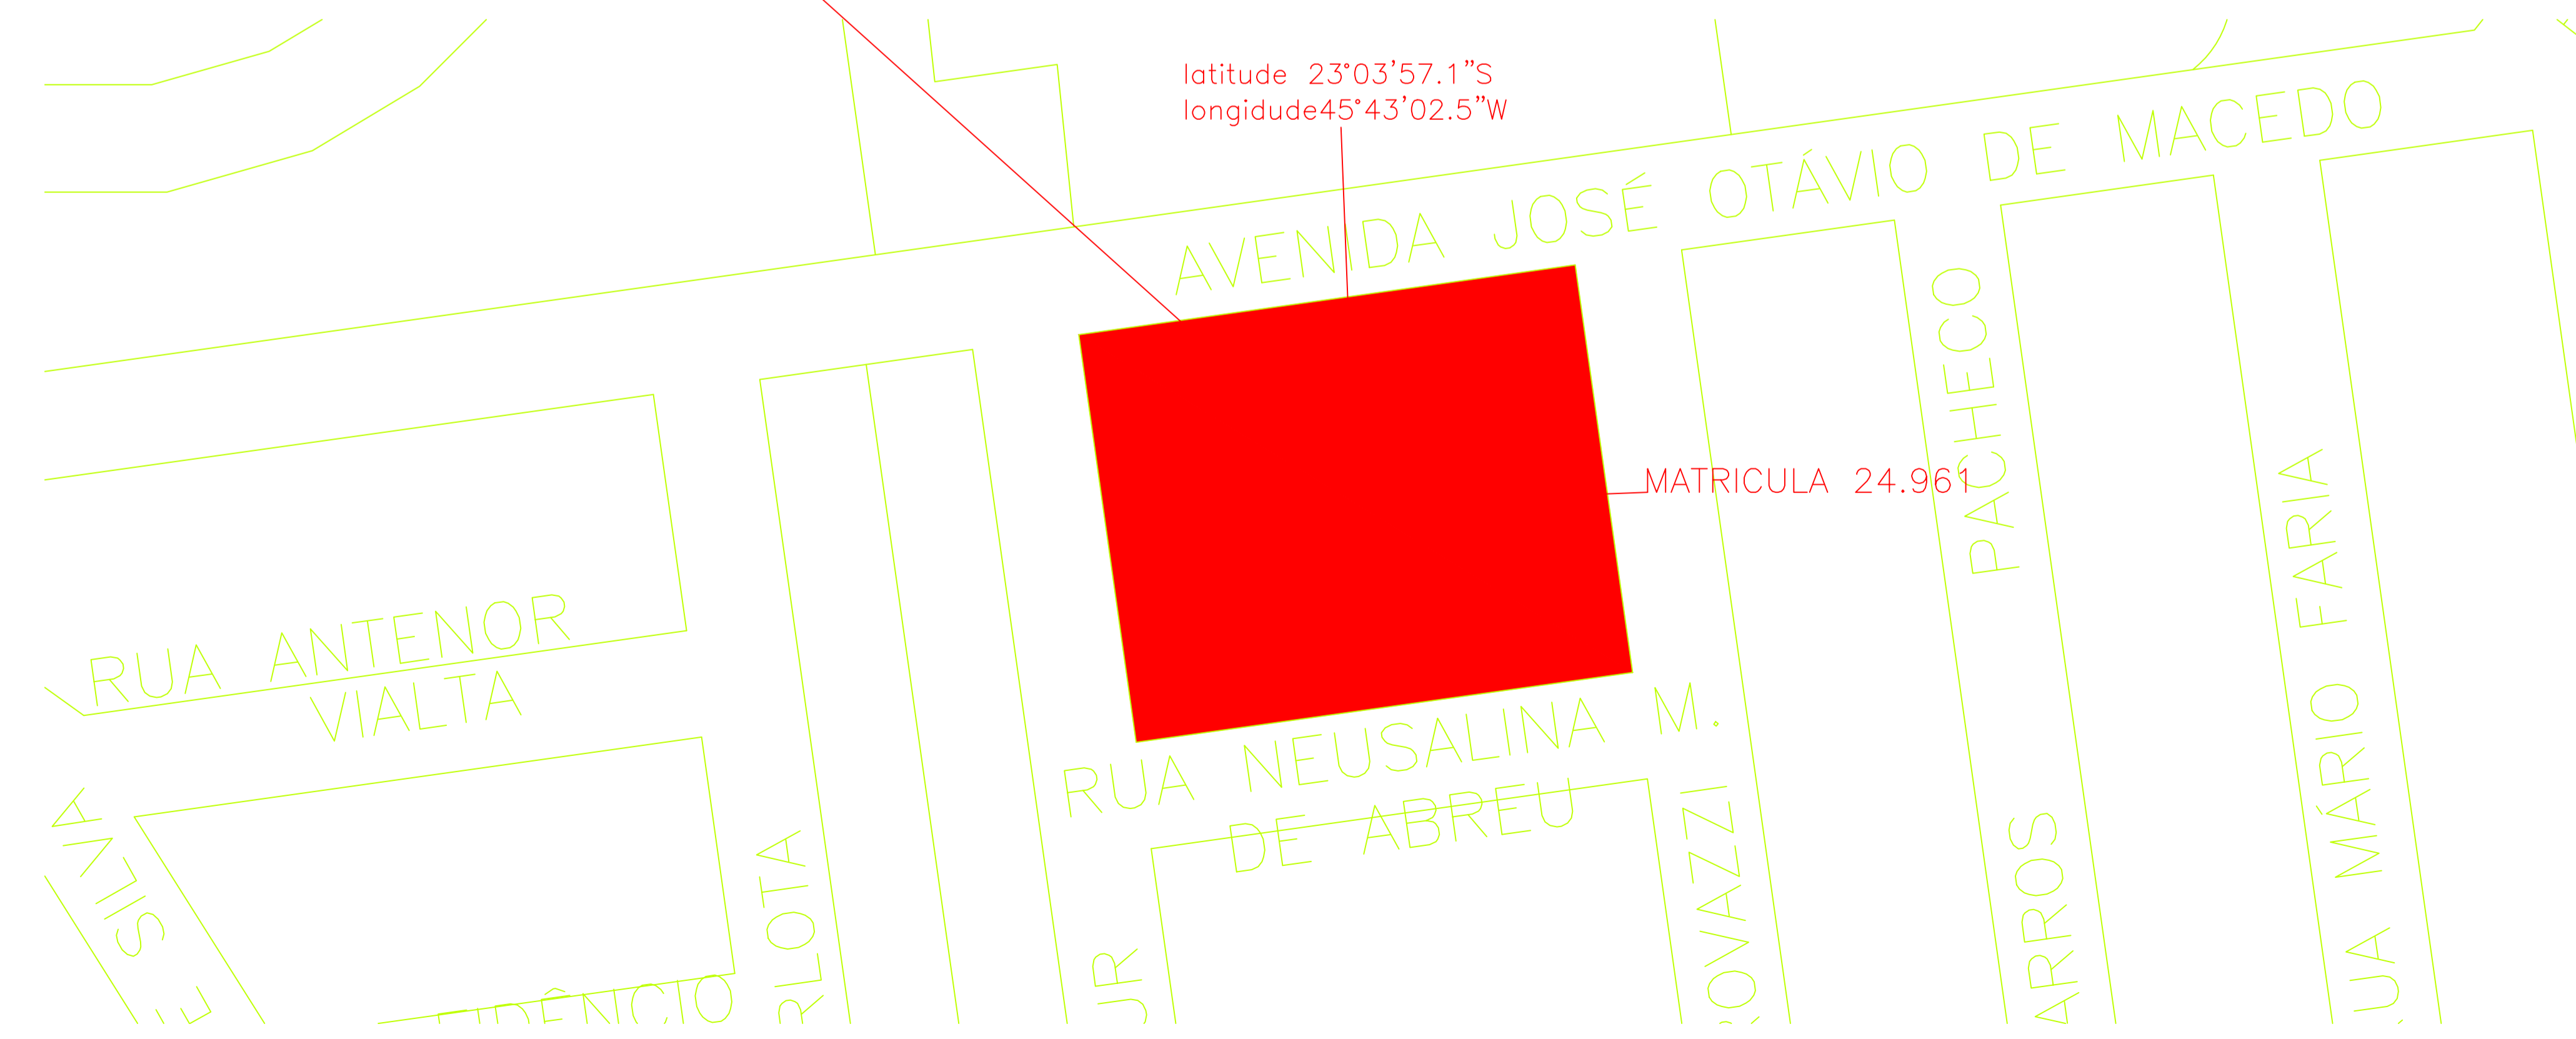 latitude 23°03'57.1"S
longidude45°43'02.5"W
AVENIDA JOSÉ OTÁVIO DE MACEDO
PACHECO
MATRICULA 24.961
RUA MÁRIO FARIA
RUA ANTENOR
VIALTA
RUA NEUSALINA M.
DE ABREU
SILVA